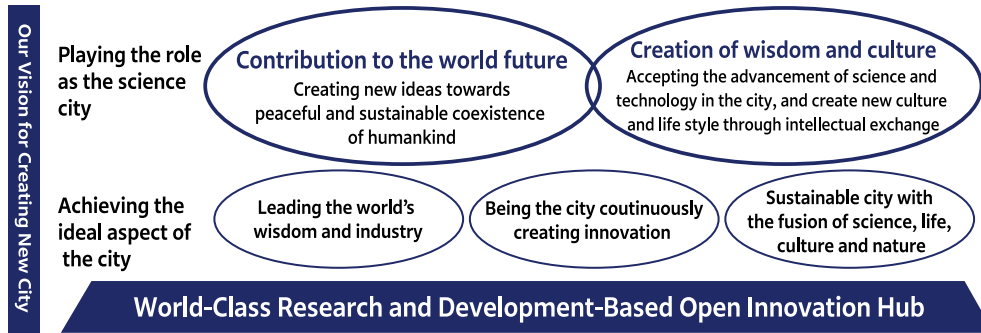 Our Vision for Creating New City
Playing the role
as the science
city
Contribution to the world future
Creating new ideas towards
peaceful and sustainable coexistence
of humankind
Creation of wisdom and culture
Accepting the advancement of science and
technology in the city, and create new culture
and life style through intellectual exchange
Achieving the
ideal aspect of
the city
Leading the world's
wisdom and industry
Being the city coutinuously
creating innovation
Sustainable city with
the fusion of science, life,
culture and nature
World-Class Research and Development-Based Open Innovation Hub